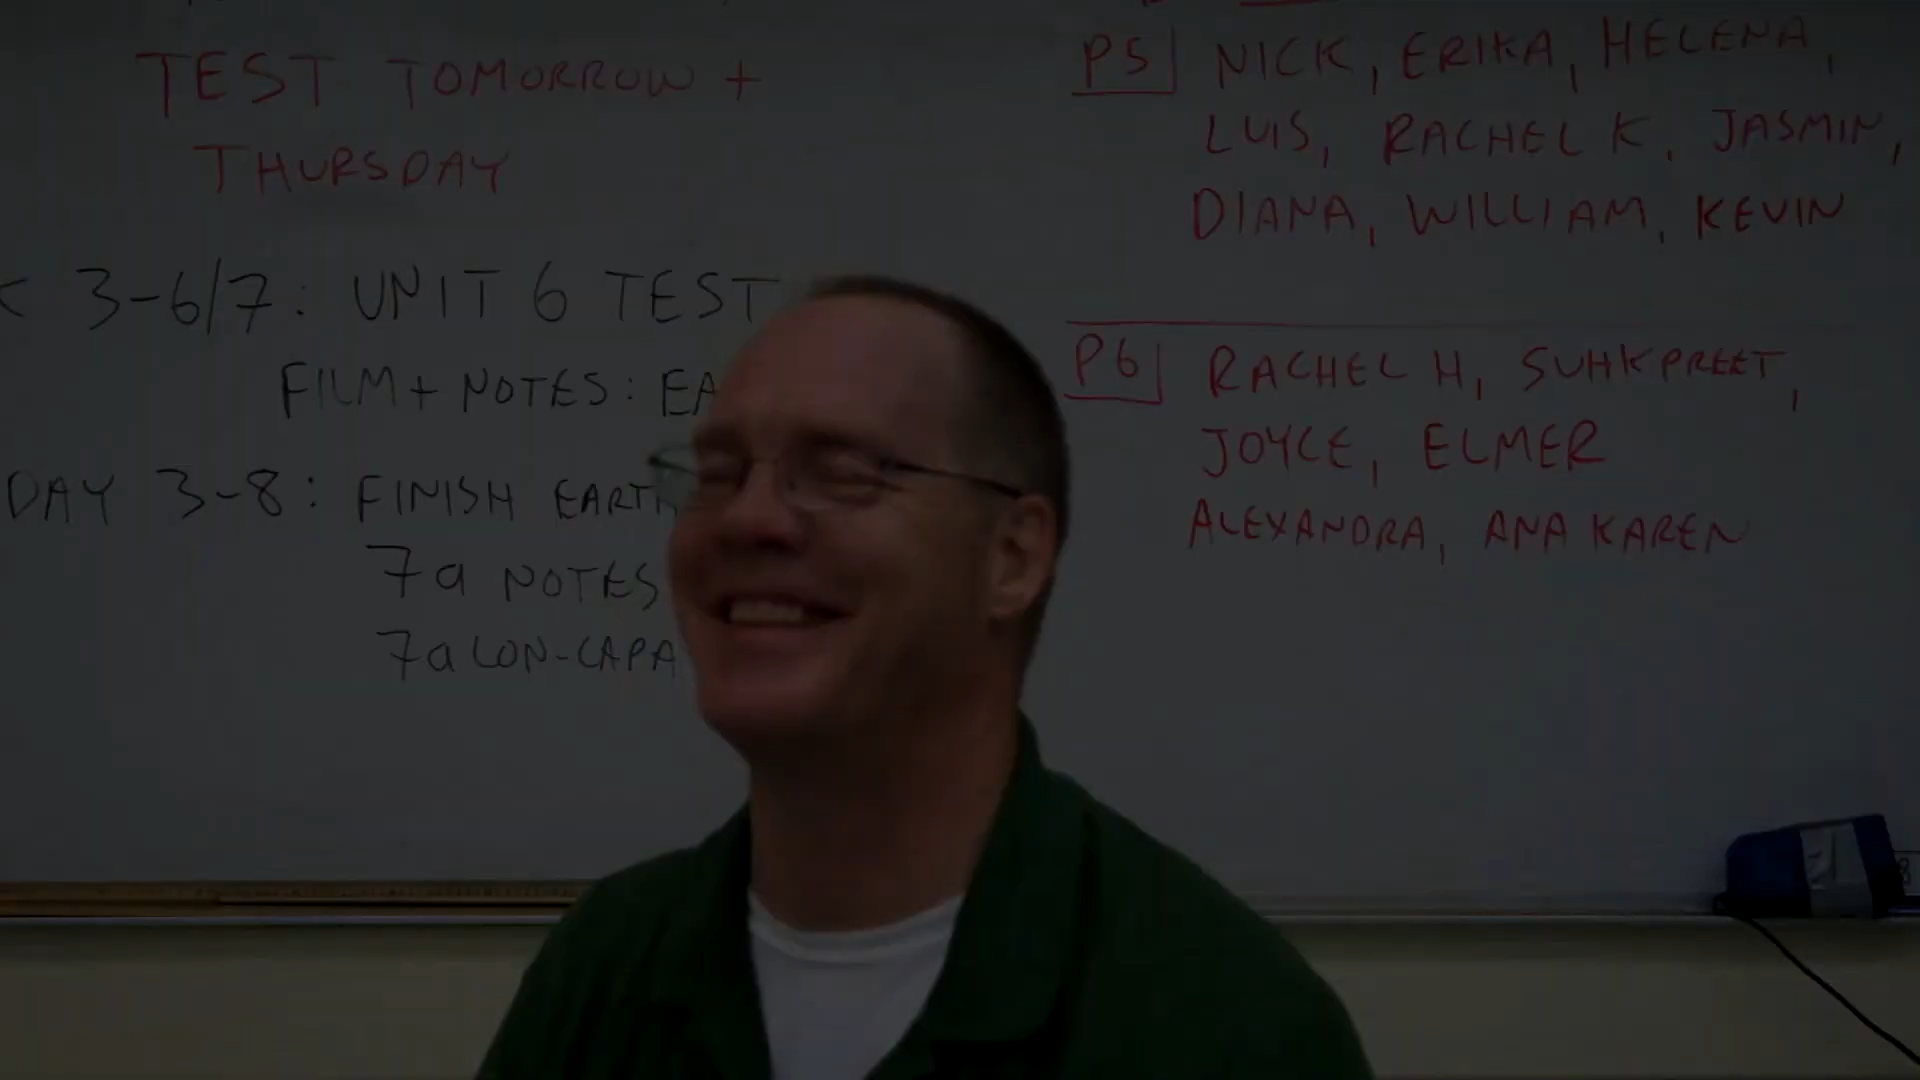 TEST TOMORROW +
THURSDAY
3-6/7: UNIT 6 TEST
FILM + NOTES: EA
DAY 3-8: FINISH EARTH
7a NOTES
7a LON-CAPA
P5 NICK, ERIKA, HELENA,
LUIS, RACHEL K, JASMIN,
DIANA, WILLIAM, KEVIN
P6 RACHEL H, SUHKPREET,
JOYCE, ELMER
ALEXANDRA, ANA KAREN